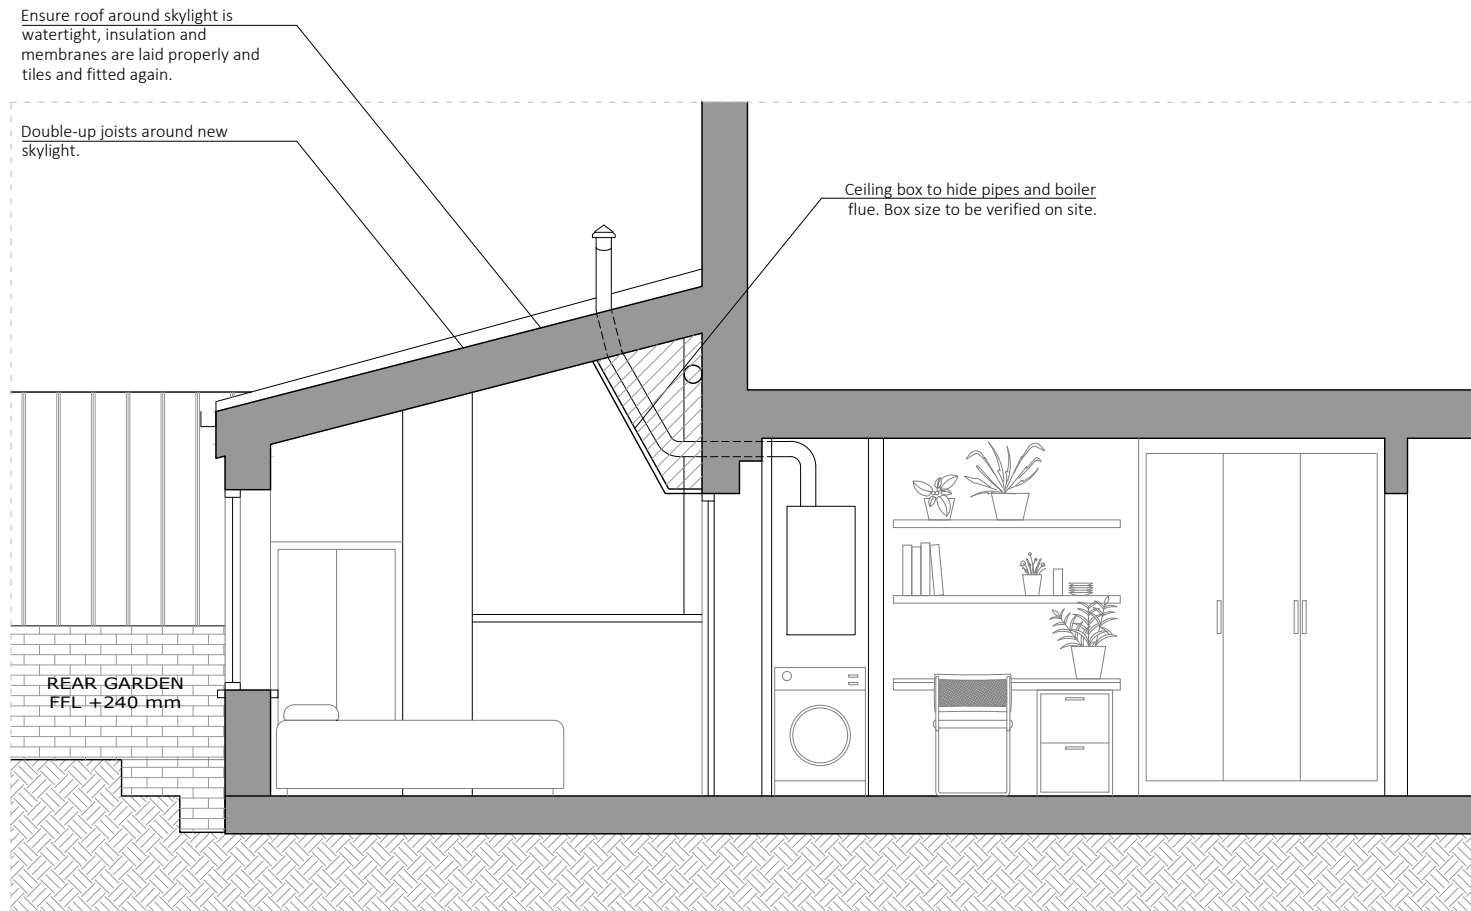 Ensure roof around skylight is
watertight, insulation and
membranes are laid properly and
tiles and fitted again.
Double-up joists around new
skylight.
Ceiling box to hide pipes and boiler
flue. Box size to be verified on site.
REAR GARDEN
FFL +240 mm